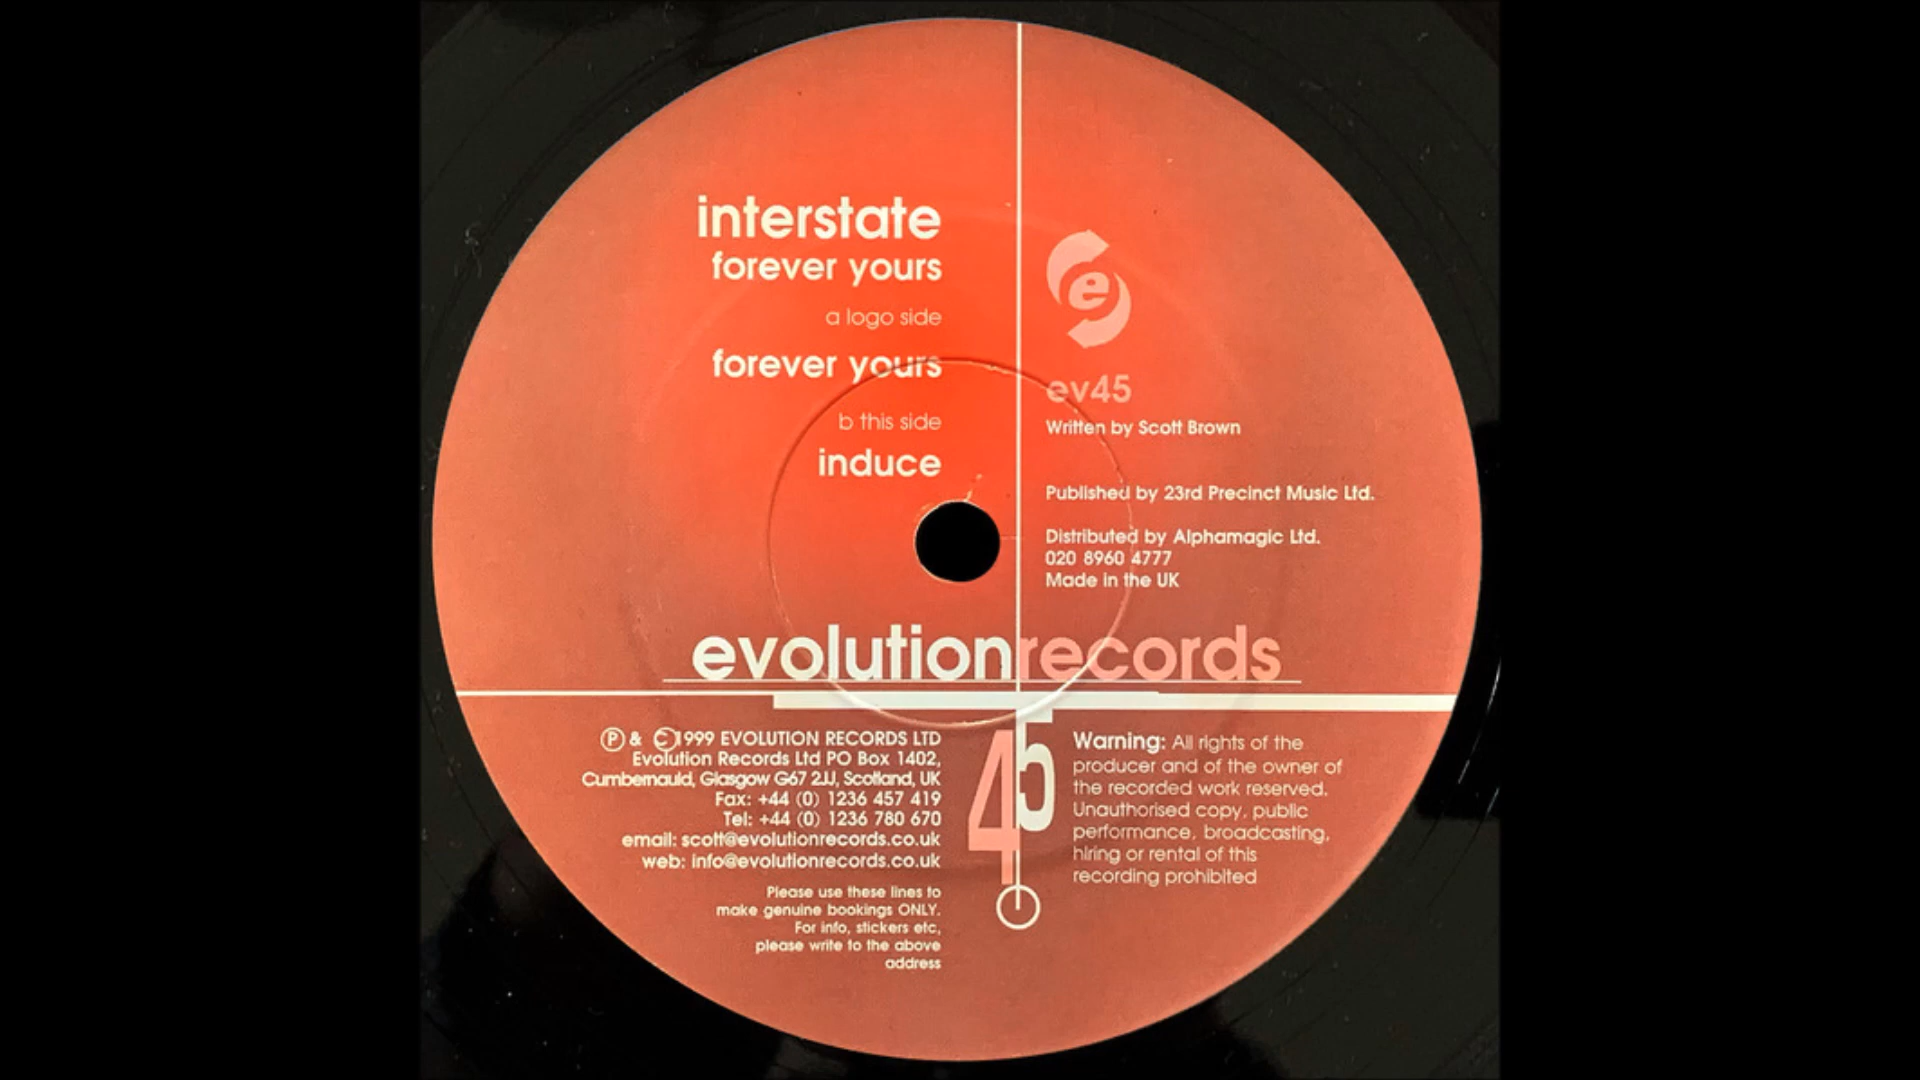 interstate
forever yours
a logo side
forever yours
b this side
induce
e
ev45
Written by Scott Brown
Published by 23rd Precinct Music Ltd.
Distributed by Alphamagic Ltd.
020 8960 4777
Made in the UK
evolutionrecords
Ⓟ & ©1999 EVOLUTION RECORDS LTD
Evolution Records Ltd PO Box 1402,
Cumbernauld, Glasgow G67 2JJ, Scotland, UK
Fax: +44 (0) 1236 457 419
Tel: +44 (0) 1236 780 670
email: scott@evolutionrecords.co.uk
web: info@evolutionrecords.co.uk
Please use these lines to
make genuine bookings ONLY.
For info, stickers etc,
please write to the above
address
45
Warning: All rights of the
producer and of the owner of
the recorded work reserved.
Unauthorised copy, public
performance, broadcasting,
hiring or rental of this
recording prohibited